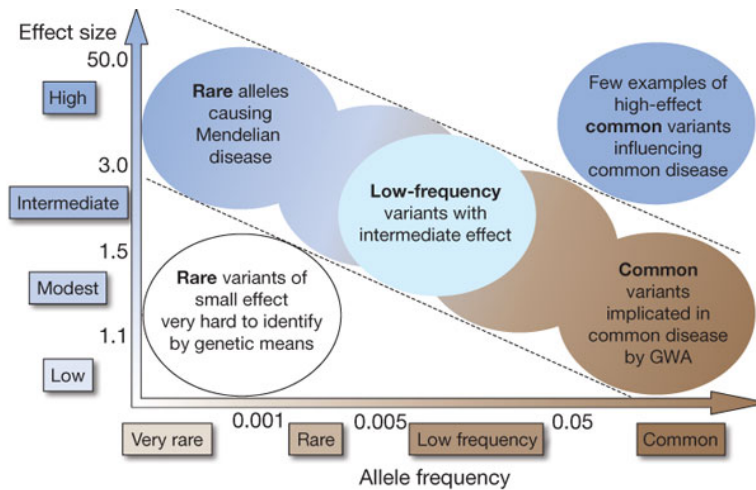 Effect size
50.0
High
3.0
Intermediate
1.5
Modest
1.1
Low
Rare alleles
causing
Mendelian
disease
Few examples of
high-effect
common variants
influencing
common disease
Low-frequency
variants with
intermediate effect
Rare variants of
small effect
very hard to identify
by genetic means
Common
variants
implicated in
common disease
by GWA
0.001
0.005
0.05
Very rare
Rare
Low frequency
Common
Allele frequency